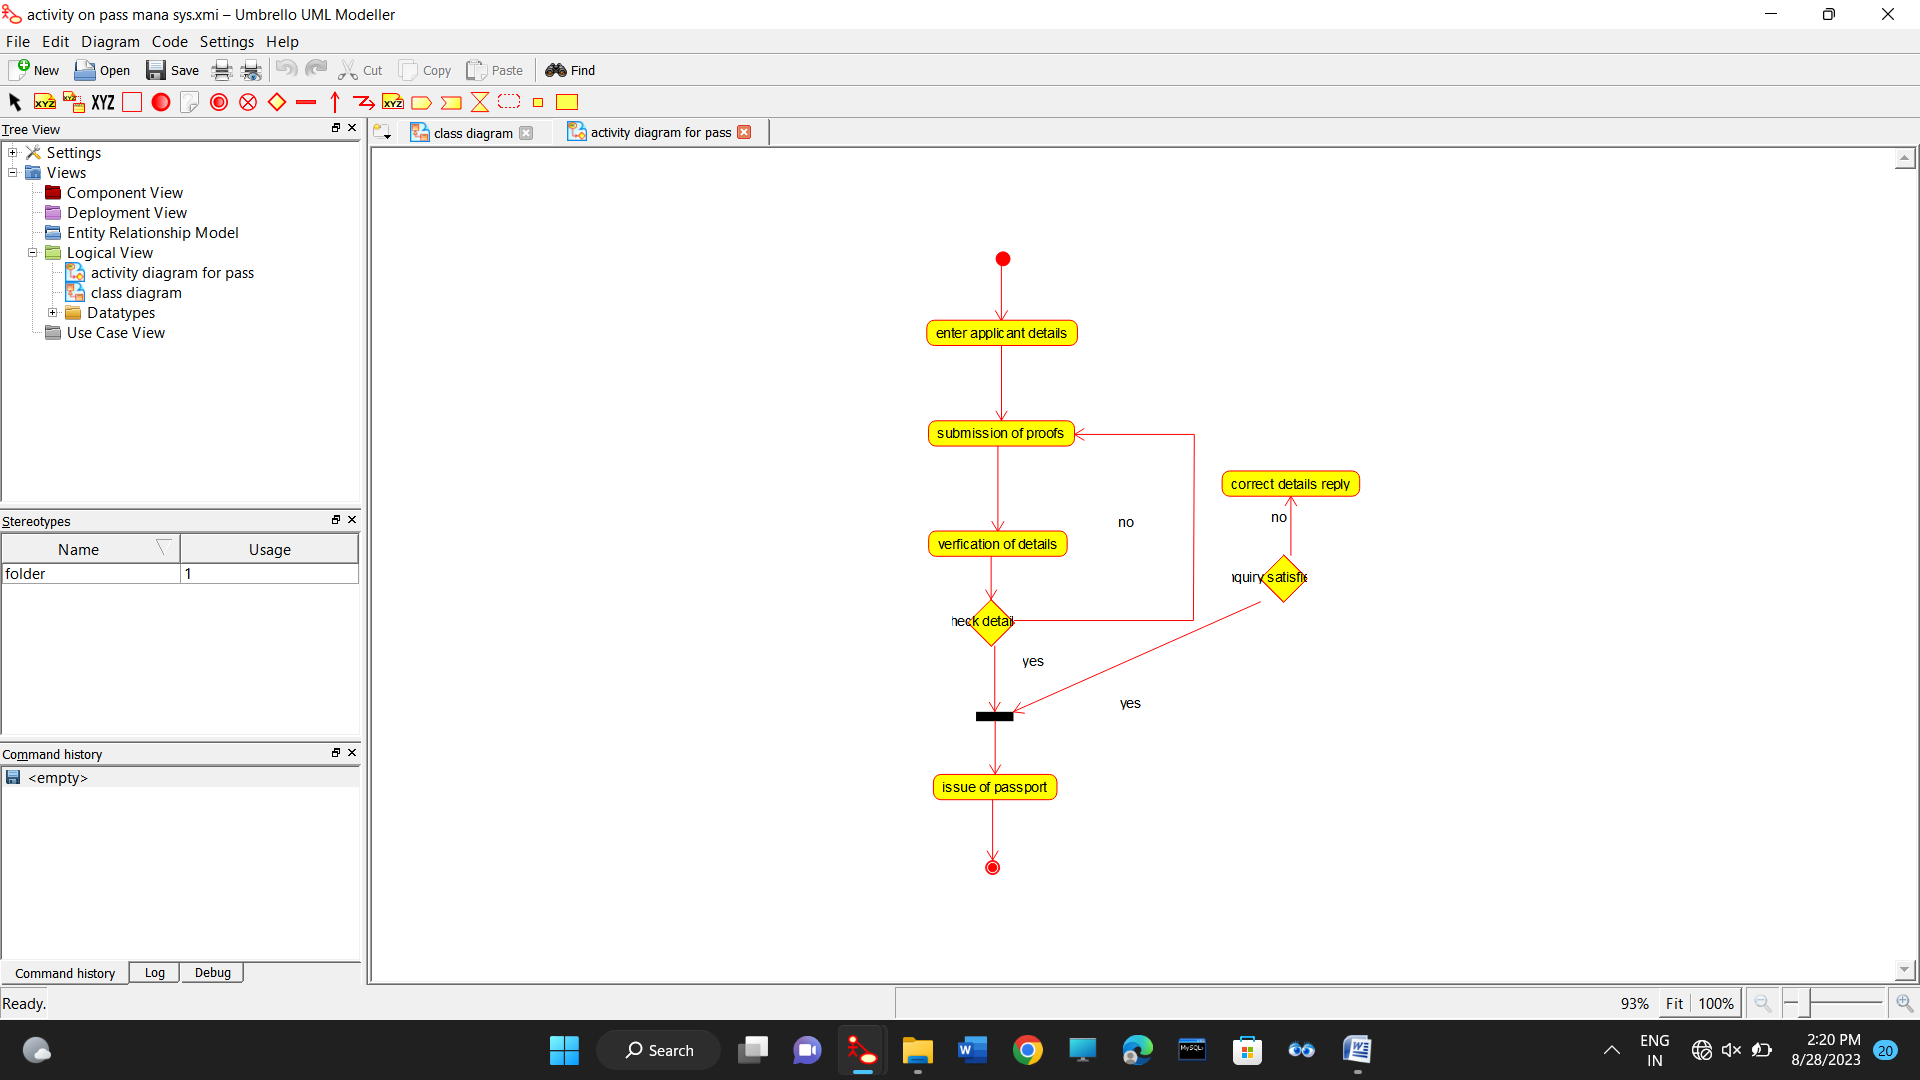 activity on pass mana sys.xmi – Umbrello UML Modeller
File Edit Diagram Code Settings Help
New Open Save Cut Copy Paste Find
XYZ XYZ XYZ XYZ
Tree View
class diagram
activity diagram for pass
Settings
Views
Component View
Deployment View
Entity Relationship Model
Logical View
activity diagram for pass
class diagram
Datatypes
Use Case View
enter applicant details
submission of proofs
correct details reply
no
no
verfication of details
nquiry satisfie
heck detail
yes
yes
issue of passport
Stereotypes
Name Usage
folder 1
Command history
<empty>
Command history Log Debug
Ready.
93% Fit 100%
Search
W
MySQL
W
ENG
IN
2:20 PM
8/28/2023
20